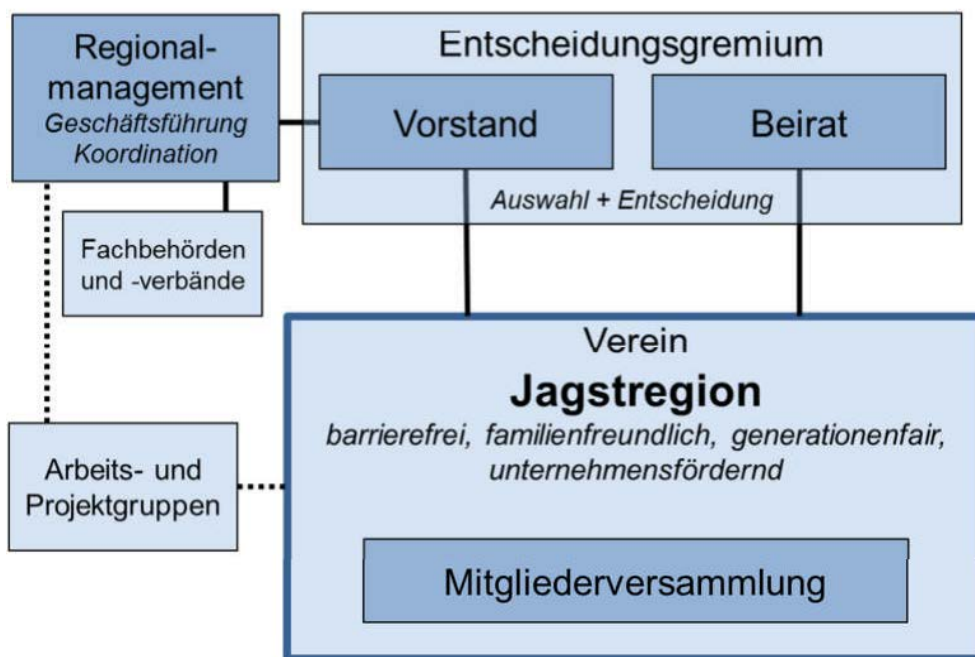 Regional-
management
Geschäftsführung
Koordination
Entscheidungsgremium
Vorstand
Beirat
Auswahl + Entscheidung
Fachbehörden
und -verbände
Verein
Jagstregion
barrierefrei, familienfreundlich, generationenfair,
unternehmensfördernd
Arbeits- und
Projektgruppen
Mitgliederversammlung